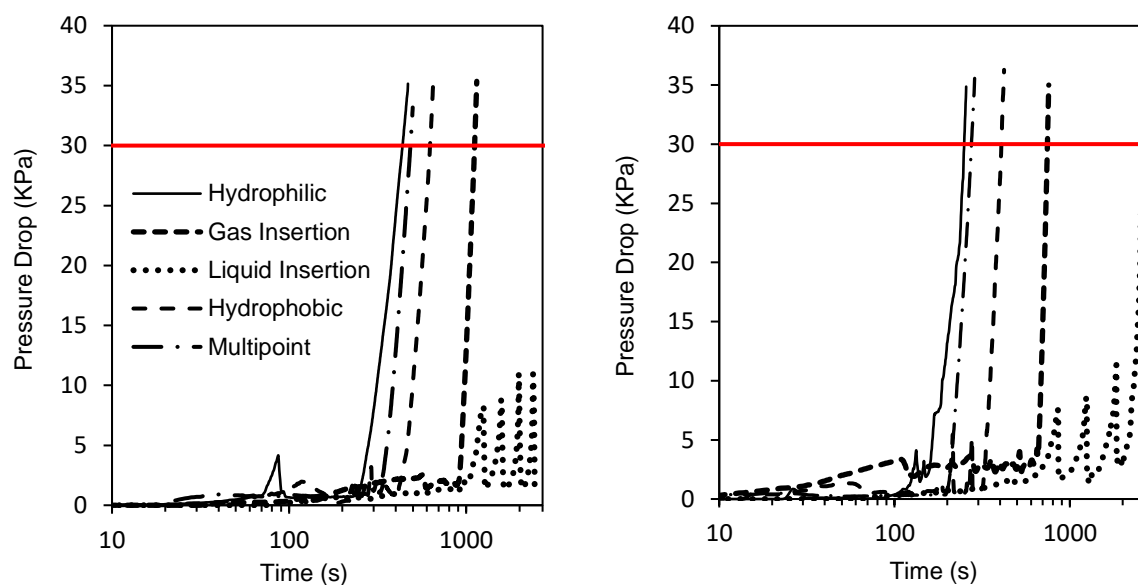 40
35
30
25
20
15
10
5
0
Pressure Drop (KPa)
Hydrophilic
Gas Insertion
Liquid Insertion
Hydrophobic
Multipoint
10
100
1000
Time (s)
40
35
30
25
20
15
10
5
0
Pressure Drop (KPa)
10
100
1000
Time (s)